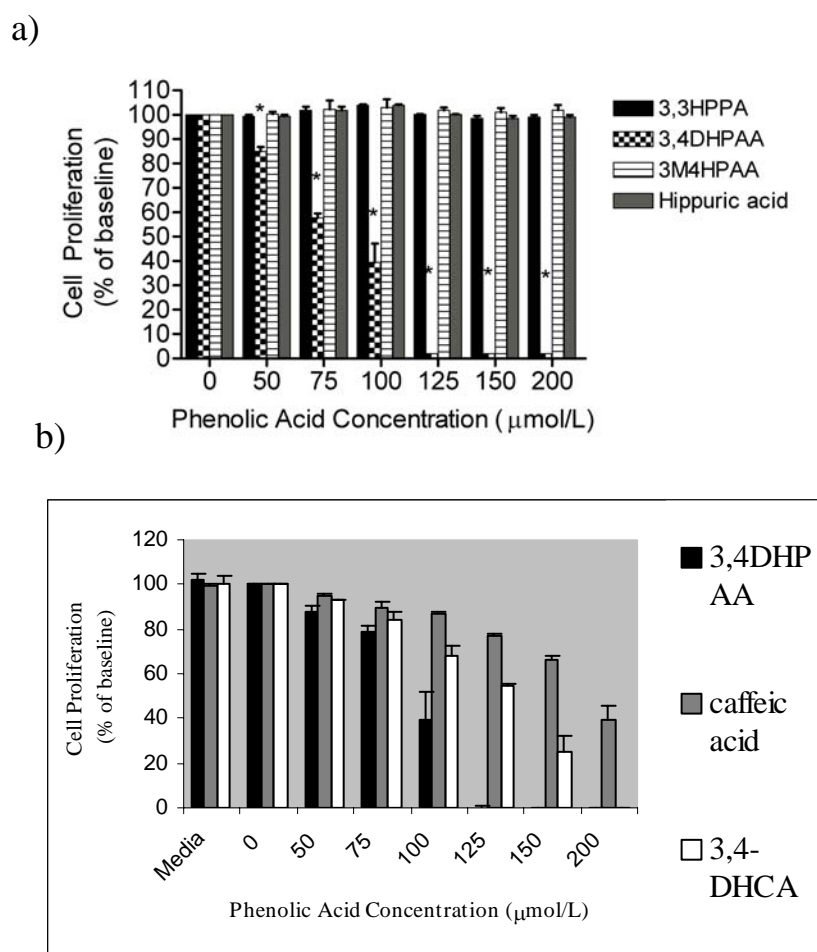 a)
110
100
90
80
70
60
50
40
30
20
10
0
Cell Proliferation
(% of baseline)
* * * * * *
0 50 75 100 125 150 200
Phenolic Acid Concentration (μmol/L)
3,3HPPA
3,4DHPAA
3M4HPAA
Hippuric acid
b)
120
100
80
60
40
20
0
Cell Proliferation
(% of baseline)
Media 0 50 75 100 125 150 200
Phenolic Acid Concentration (μmol/L)
3,4DHP
AA
caffeic
acid
3,4-
DHCA